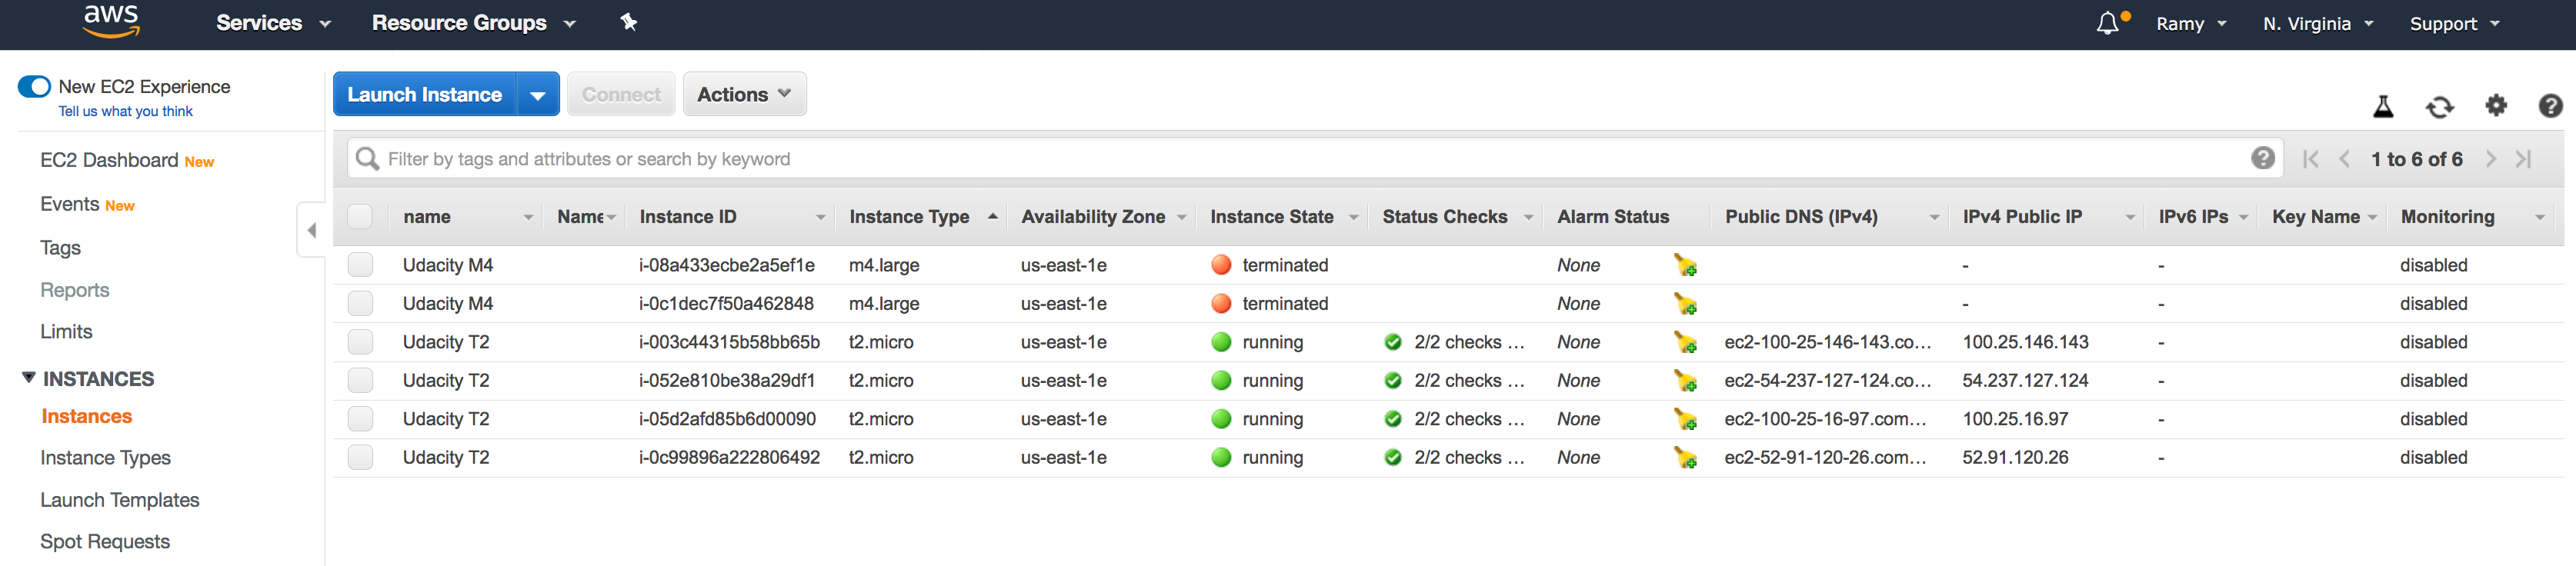 aws Services Resource Groups Ramy N. Virginia Support
New EC2 Experience
Tell us what you think
EC2 Dashboard New
Events New
Tags
Reports
Limits
INSTANCES
Instances
Instance Types
Launch Templates
Spot Requests
Launch Instance Connect Actions
Filter by tags and attributes or search by keyword 1 to 6 of 6
name Name Instance ID Instance Type Availability Zone Instance State Status Checks Alarm Status Public DNS (IPv4) IPv4 Public IP IPv6 IPs Key Name Monitoring
Udacity M4 i-08a433ecbe2a5ef1e m4.large us-east-1e terminated None - - disabled
Udacity M4 i-0c1dec7f50a462848 m4.large us-east-1e terminated None - - disabled
Udacity T2 i-003c44315b58bb65b t2.micro us-east-1e running 2/2 checks ... None ec2-100-25-146-143.co... 100.25.146.143 - disabled
Udacity T2 i-052e810be38a29df1 t2.micro us-east-1e running 2/2 checks ... None ec2-54-237-127-124.co... 54.237.127.124 - disabled
Udacity T2 i-05d2afd85b6d00090 t2.micro us-east-1e running 2/2 checks ... None ec2-100-25-16-97.com... 100.25.16.97 - disabled
Udacity T2 i-0c99896a222806492 t2.micro us-east-1e running 2/2 checks ... None ec2-52-91-120-26.com... 52.91.120.26 - disabled